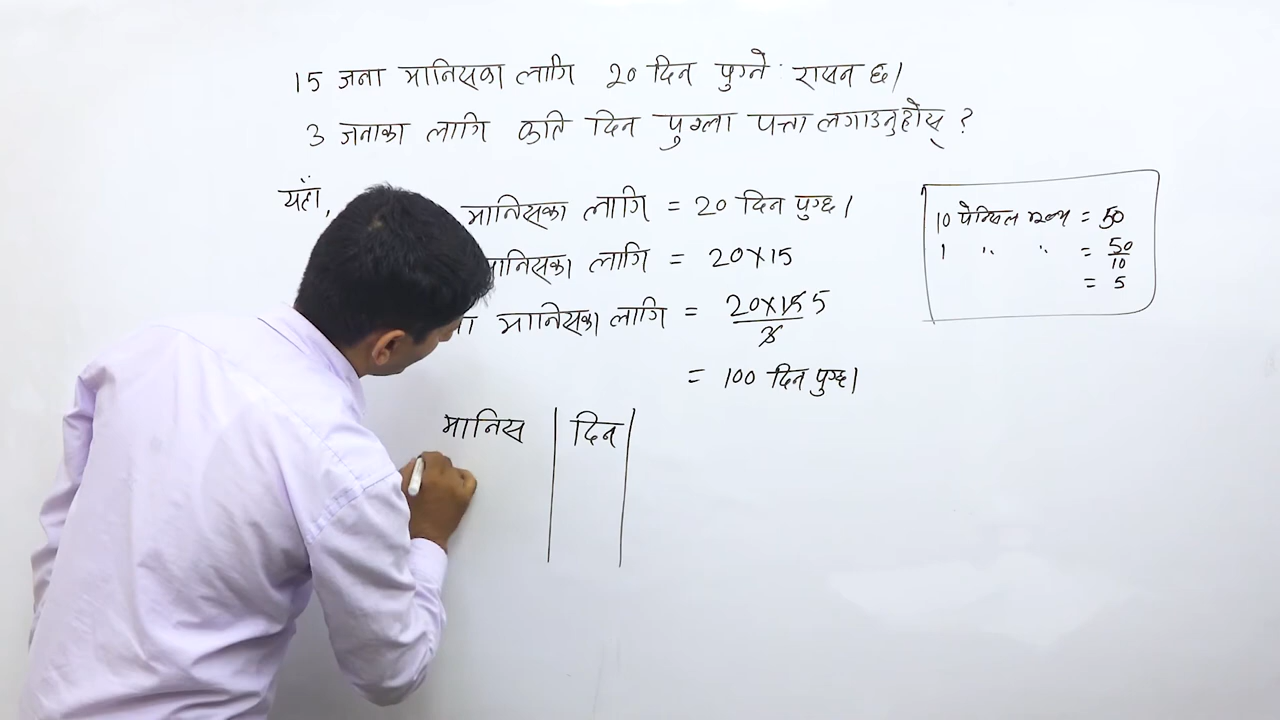 15 जना मानिसका लागि 20 दिन पुग्ने रासन छ।
3 जनाका लागि कति दिन पुग्ला पत्ता लगाउनुहोस् ?
यहाँ,
मानिसका लागि = 20 दिन पुग्छ।
मानिसका लागि = 20×15
मानिसका लागि = 20×15 5
3
= 100 दिन पुग्छ।
मानिस दिन
10 पेन्सिल = 50
1 " " = 50
10
= 5